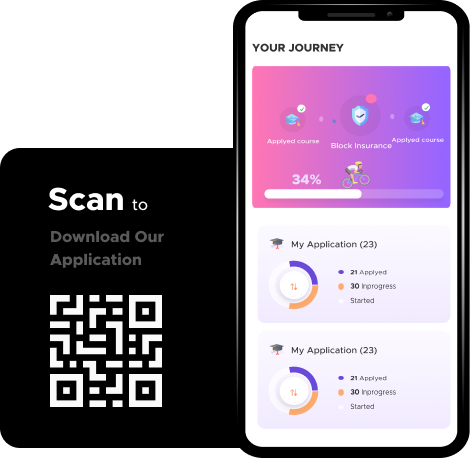 Scan to
Download Our
Application
YOUR JOURNEY
Applyed course
Block Insurance
Applyed course
34%
My Application (23)
21 Applyed
30 Inprogress
Started
My Application (23)
21 Applyed
30 Inprogress
Started